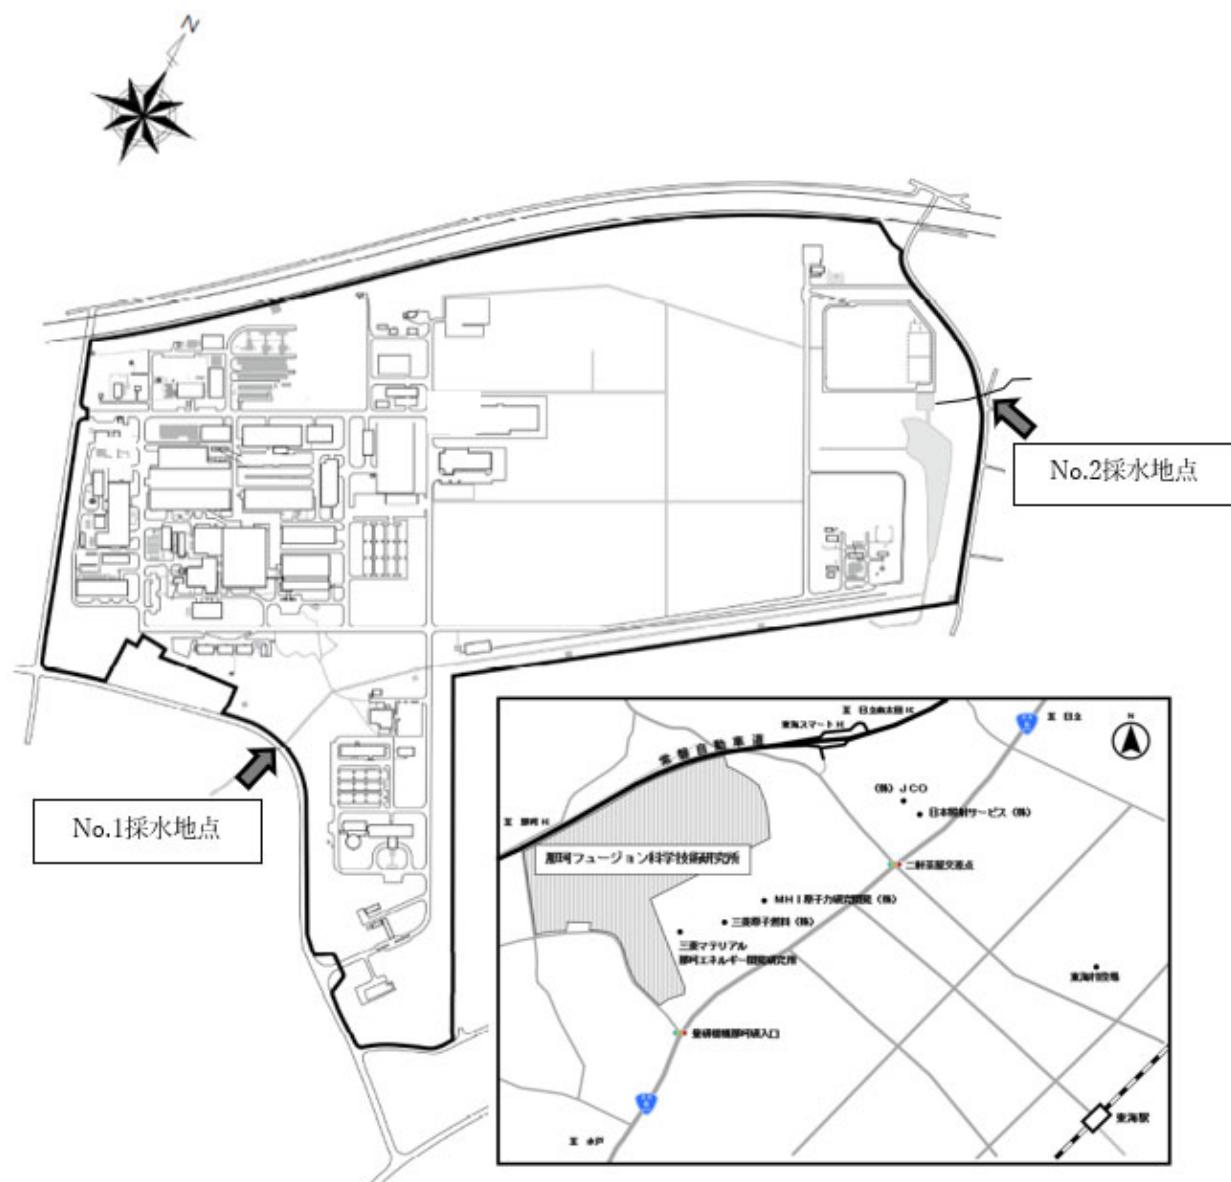 N
No.2採水地点
No.1採水地点
至 日立南太田IC
東海スマートIC
至 日立
N
常磐自動車道
(株)JCO
日本照射サービス(株)
至 那珂IC
那珂フュージョン科学技術研究所
二軒茶屋交差点
MHI原子力研究開発(株)
三菱原子燃料(株)
三菱マテリアル
那珂エネルギー開発研究所
東海村役場
量研機構那珂研入口
至 水戸
東海駅